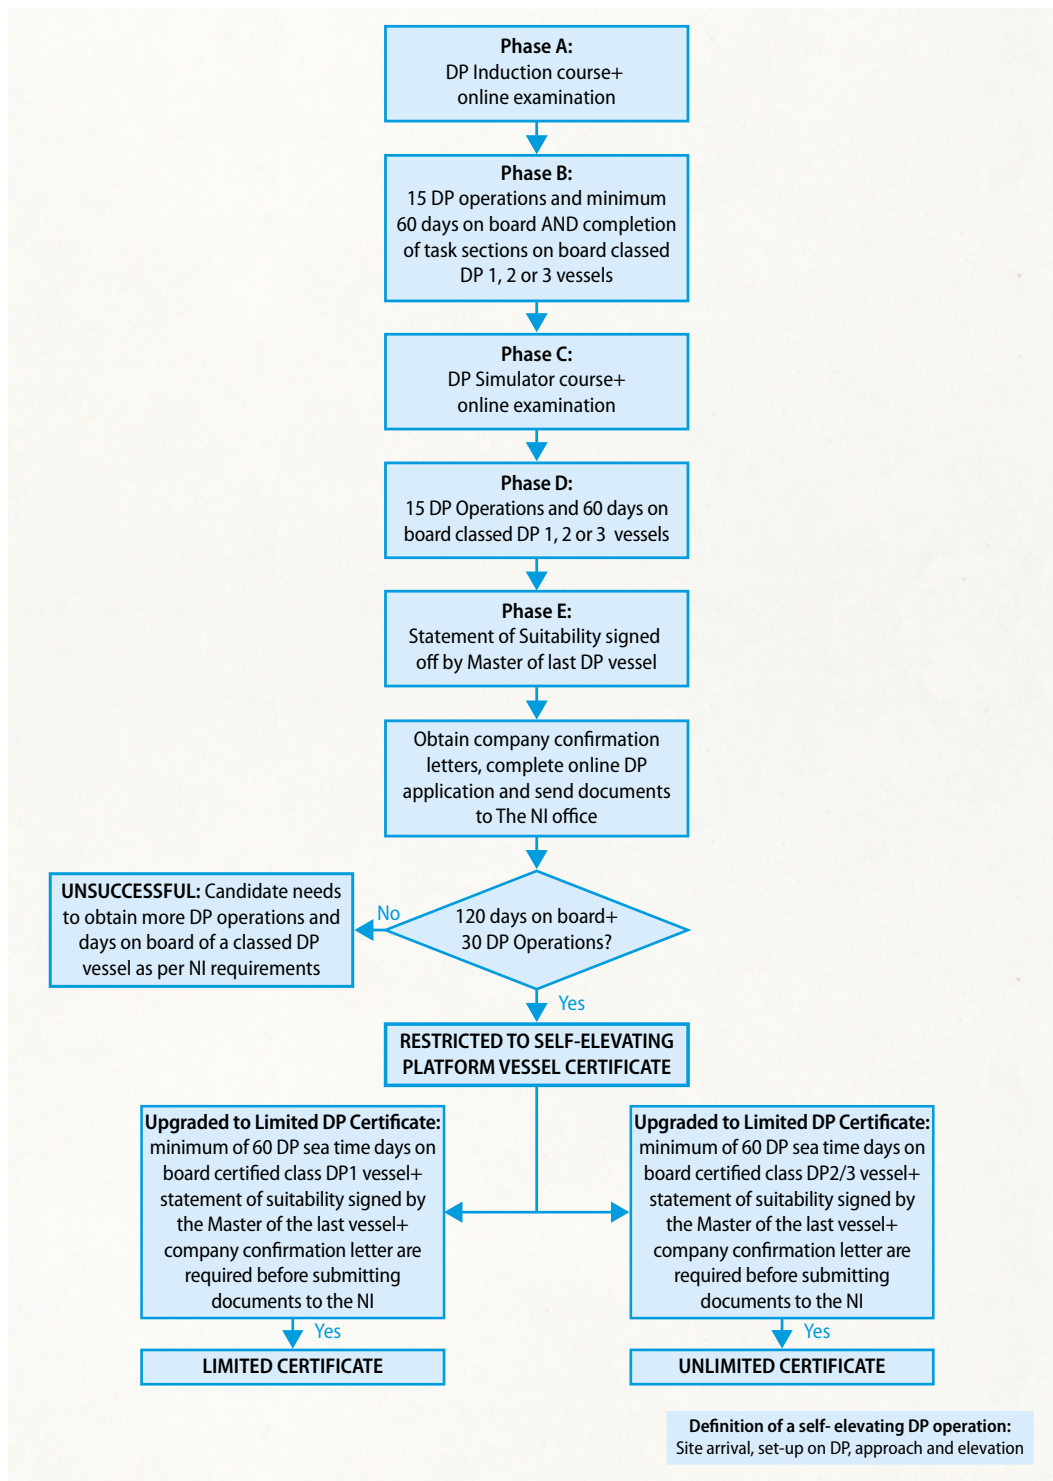 Phase A:
DP Induction course+
online examination
Phase B:
15 DP operations and minimum
60 days on board AND completion
of task sections on board classed
DP 1, 2 or 3 vessels
Phase C:
DP Simulator course+
online examination
Phase D:
15 DP Operations and 60 days on
board classed DP 1, 2 or 3 vessels
Phase E:
Statement of Suitability signed
off by Master of last DP vessel
Obtain company confirmation
letters, complete online DP
application and send documents
to The NI office
120 days on board+
30 DP Operations?
No
UNSUCCESSFUL: Candidate needs
to obtain more DP operations and
days on board of a classed DP
vessel as per NI requirements
Yes
RESTRICTED TO SELF-ELEVATING
PLATFORM VESSEL CERTIFICATE
Upgraded to Limited DP Certificate:
minimum of 60 DP sea time days on
board certified class DP1 vessel+
statement of suitability signed by
the Master of the last vessel+
company confirmation letter are
required before submitting
documents to the NI
Yes
LIMITED CERTIFICATE
Upgraded to Limited DP Certificate:
minimum of 60 DP sea time days on
board certified class DP2/3 vessel+
statement of suitability signed by
the Master of the last vessel+
company confirmation letter are
required before submitting
documents to the NI
Yes
UNLIMITED CERTIFICATE
Definition of a self- elevating DP operation:
Site arrival, set-up on DP, approach and elevation